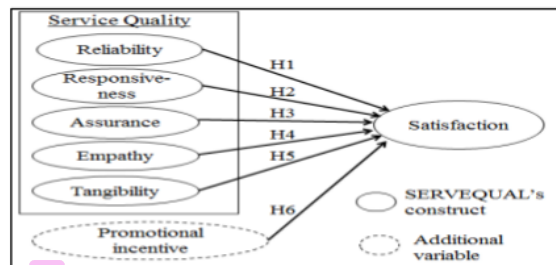 Service Quality
Reliability
Responsive-
ness
Assurance
Empathy
Tangibility
Promotional
incentive
H1
H2
H3
H4
H5
H6
Satisfaction
SERVEQUAL's
construct
Additional
variable